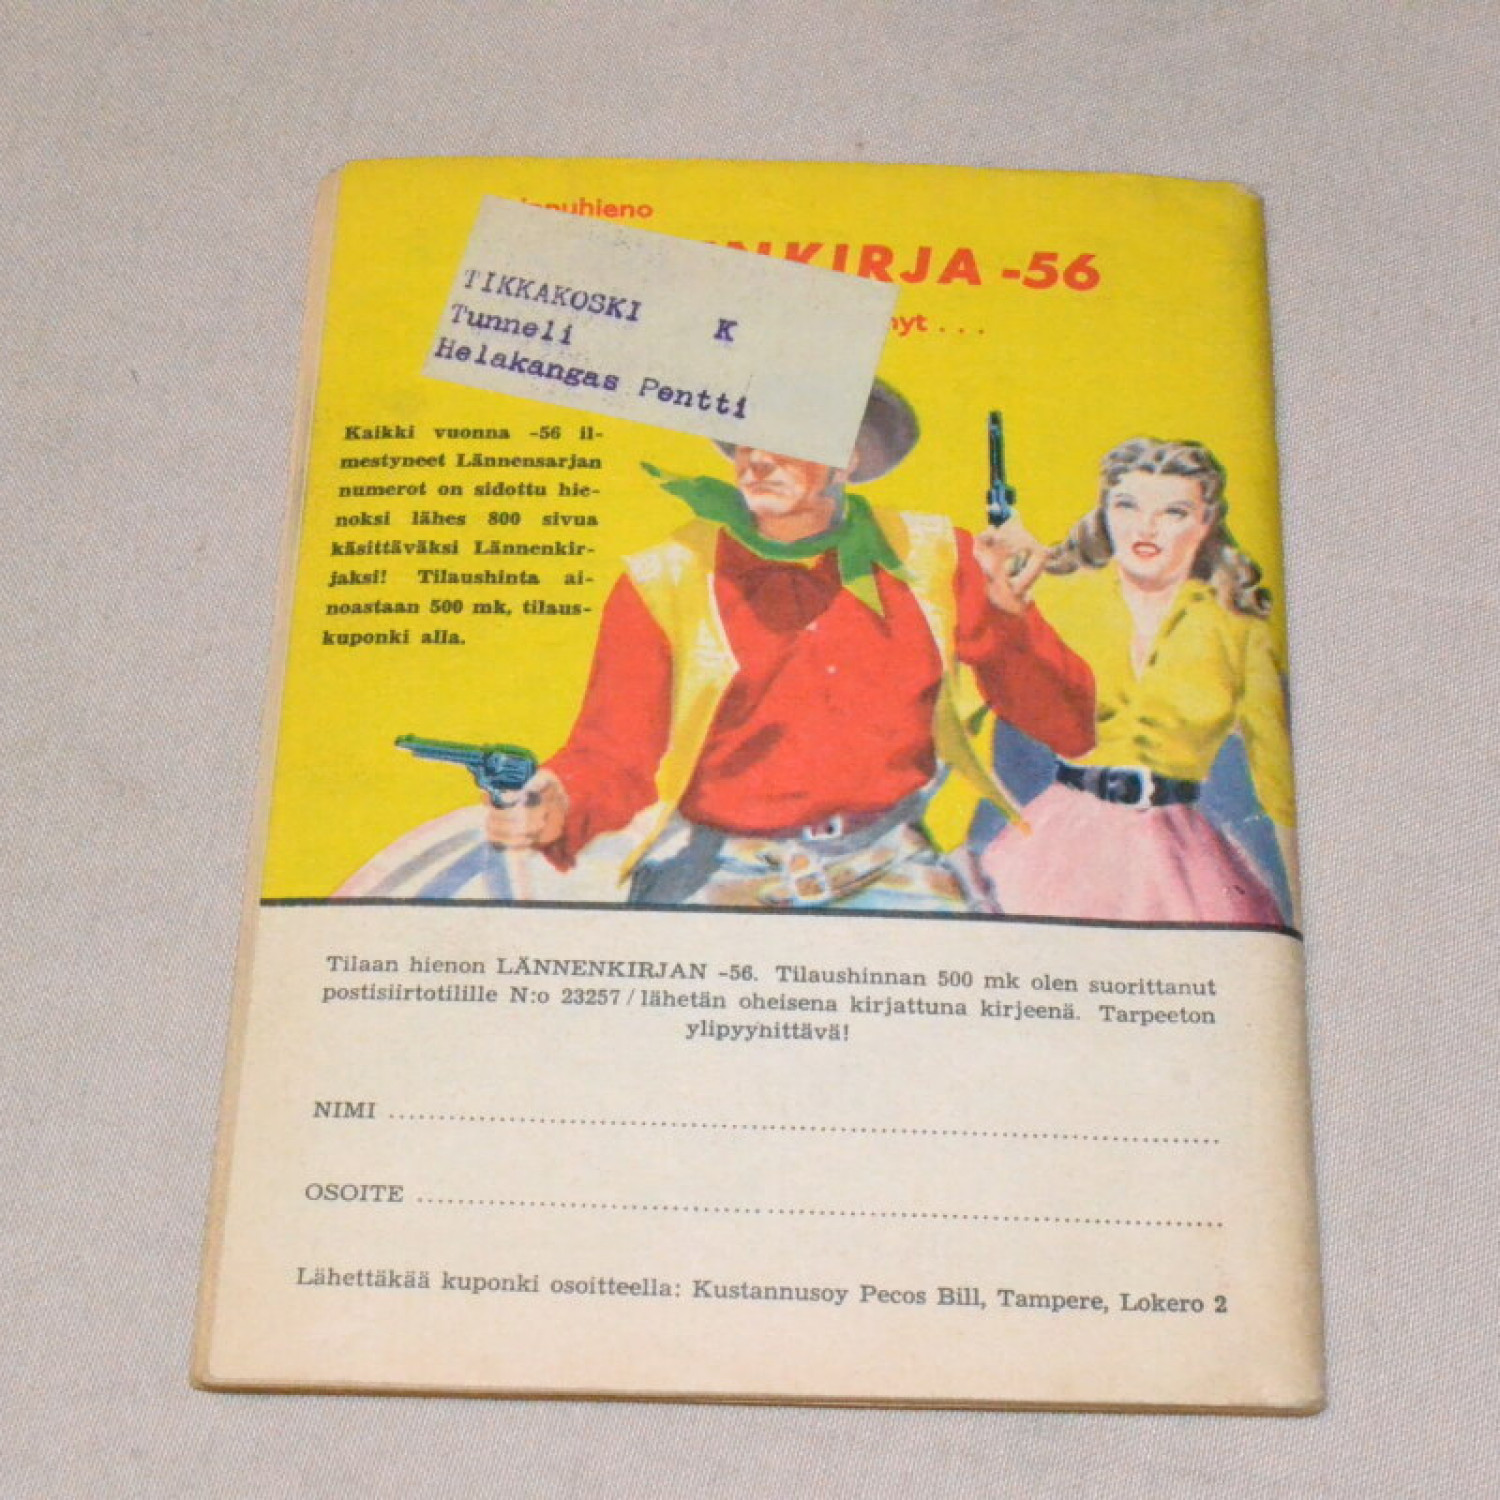 TIKKAKOSKI K
Tunneli
Helakangas Pentti
KIRJA -56
Kaikki vuonna -56 il-
mestyneet Lännensarjan
numerot on sidottu hie-
noksi lähes 800 sivua
käsittäväksi Lännenkir-
jaksi! Tilaushinta ai-
noastaan 500 mk, tilaus-
kuponki alla.
Tilaan hienon LÄNNENKIRJAN -56. Tilaushinnan 500 mk olen suorittanut
postisiirtotilille N:o 23257 / lähetän oheisena kirjattuna kirjeenä. Tarpeeton
ylipyyhittävä!
NIMI
OSOITE
Lähettäkää kuponki osoitteella: Kustannusoy Pecos Bill, Tampere, Lokero 2